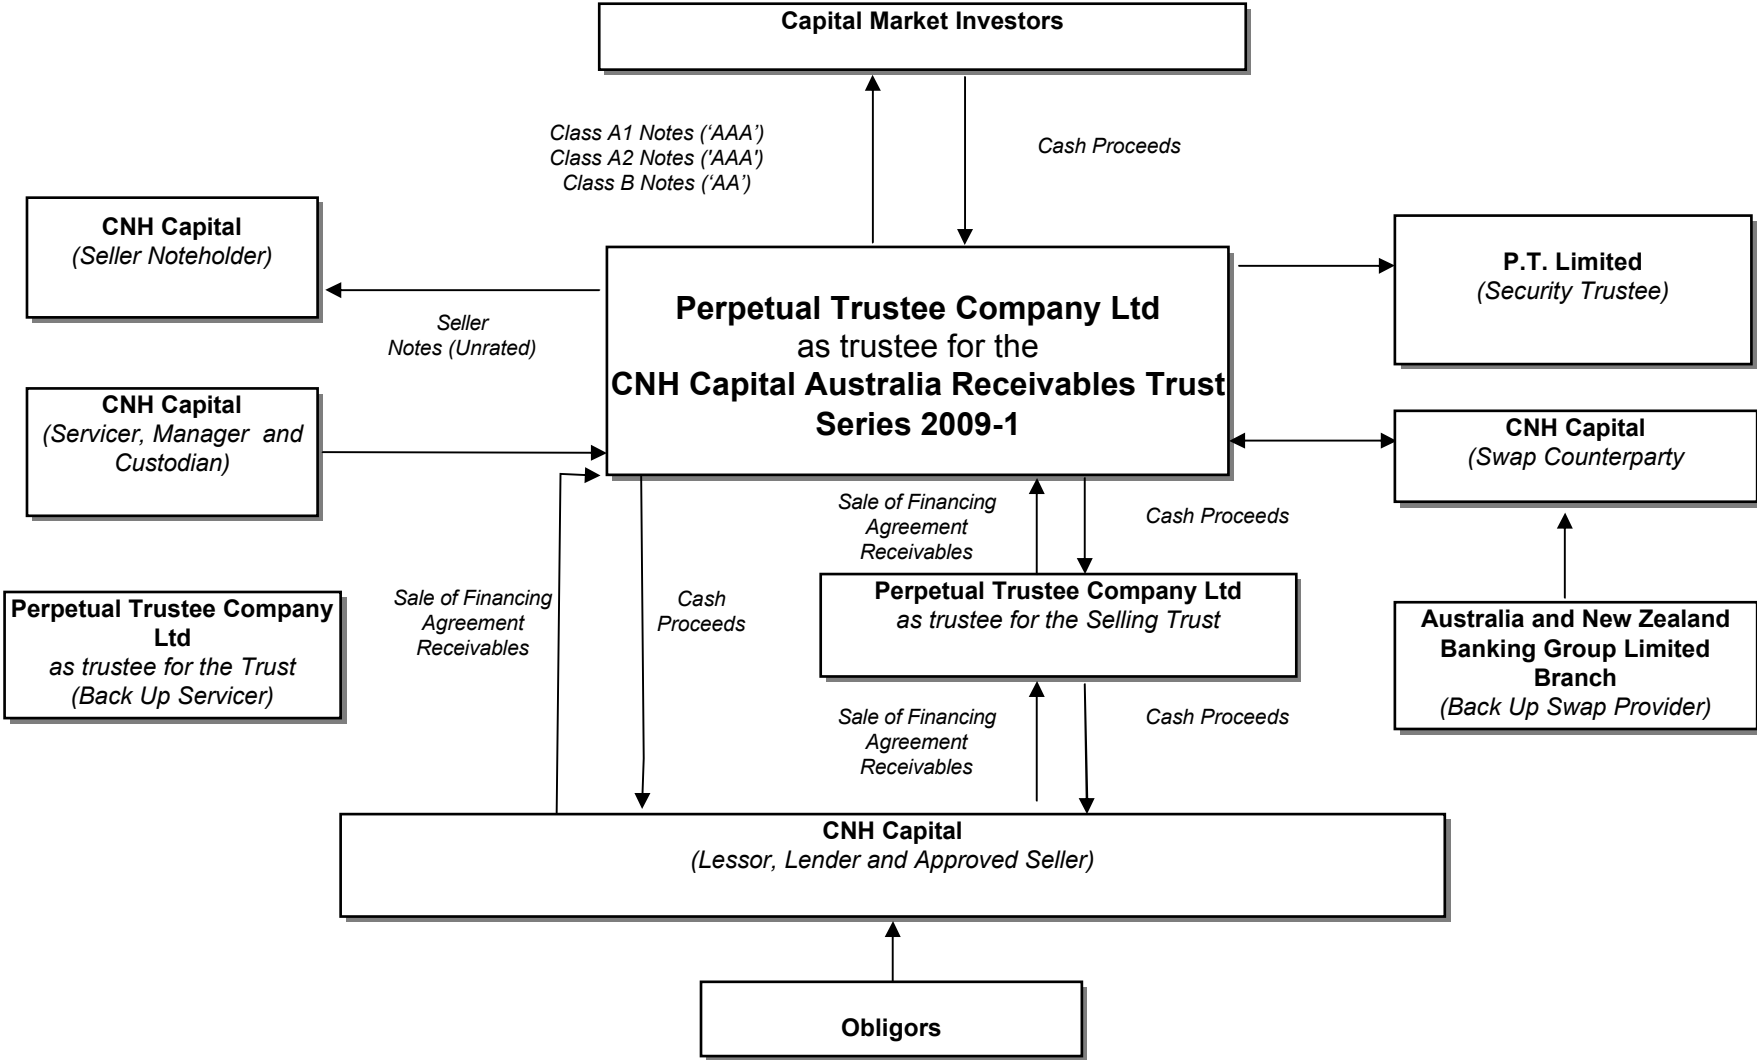 Capital Market Investors
Class A1 Notes (‘AAA’)
Class A2 Notes ('AAA')
Class B Notes (‘AA’)
Cash Proceeds
CNH Capital
(Seller Noteholder)
Seller
Notes (Unrated)
Perpetual Trustee Company Ltd
as trustee for the
CNH Capital Australia Receivables Trust
Series 2009-1
P.T. Limited
(Security Trustee)
CNH Capital
(Servicer, Manager and
Custodian)
CNH Capital
(Swap Counterparty
Sale of Financing
Agreement
Receivables
Cash Proceeds
Perpetual Trustee Company
Ltd
as trustee for the Trust
(Back Up Servicer)
Sale of Financing
Agreement
Receivables
Cash
Proceeds
Perpetual Trustee Company Ltd
as trustee for the Selling Trust
Australia and New Zealand
Banking Group Limited
Branch
(Back Up Swap Provider)
Sale of Financing
Agreement
Receivables
Cash Proceeds
CNH Capital
(Lessor, Lender and Approved Seller)
Obligors